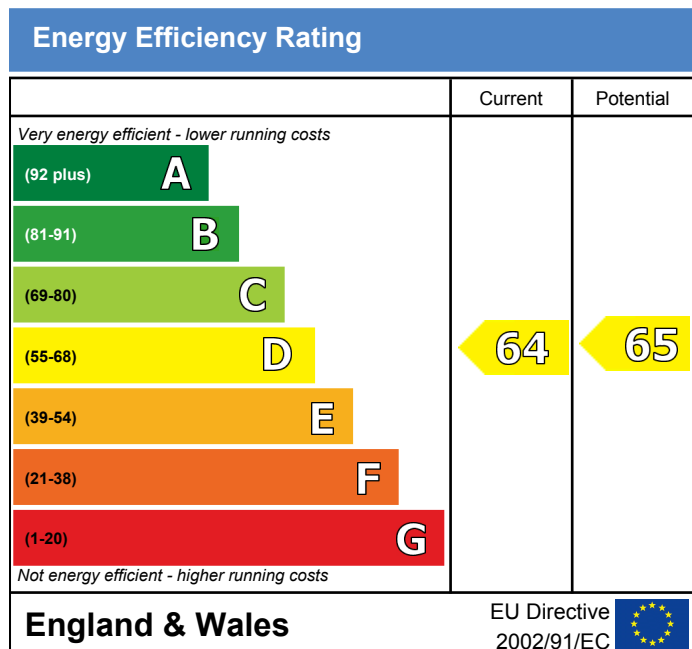 Energy Efficiency Rating
Current Potential
Very energy efficient - lower running costs
(92 plus) A
(81-91) B
(69-80) C
(55-68) D 64 65
(39-54) E
(21-38) F
(1-20) G
Not energy efficient - higher running costs
England & Wales
EU Directive
2002/91/EC